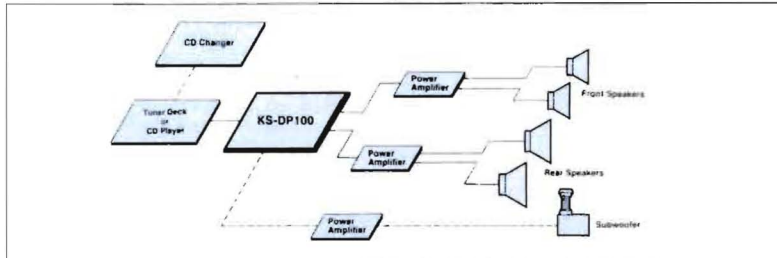 CD Changer
Tuner Deck
or
CD Player
KS-DP100
Power
Amplifier
Front Speakers
Power
Amplifier
Rear Speakers
Power
Amplifier
Subwoofer